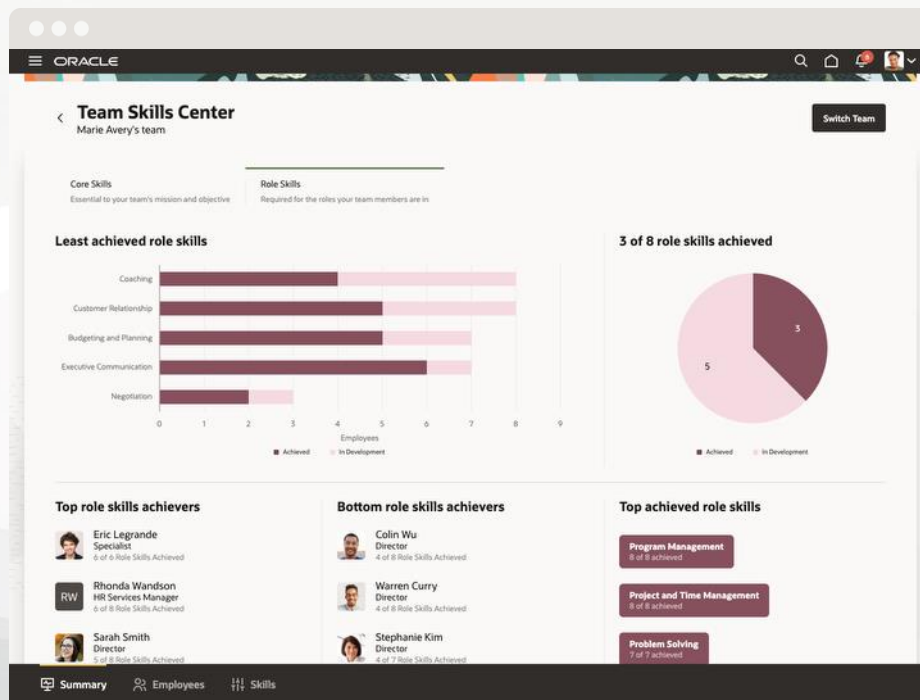 ORACLE
Team Skills Center
Marie Avery's team
Switch Team
Core Skills
Essential to your team's mission and objective
Role Skills
Required for the roles your team members are in
Least achieved role skills
Coaching
Customer Relationship
Budgeting and Planning
Executive Communication
Negotiation
0 1 2 3 4 5 6 7 8 9
Employees
Achieved In Development
3 of 8 role skills achieved
3
5
Achieved In Development
Top role skills achievers
Eric Legrande
Specialist
6 of 6 Role Skills Achieved
RW
Rhonda Wandson
HR Services Manager
6 of 8 Role Skills Achieved
Sarah Smith
Director
5 of 8 Role Skills Achieved
Bottom role skills achievers
Colin Wu
Director
4 of 8 Role Skills Achieved
Warren Curry
Director
4 of 8 Role Skills Achieved
Stephanie Kim
Director
4 of 7 Role Skills Achieved
Top achieved role skills
Program Management
8 of 8 achieved
Project and Time Management
8 of 8 achieved
Problem Solving
7 of 7 achieved
Summary
Employees
Skills